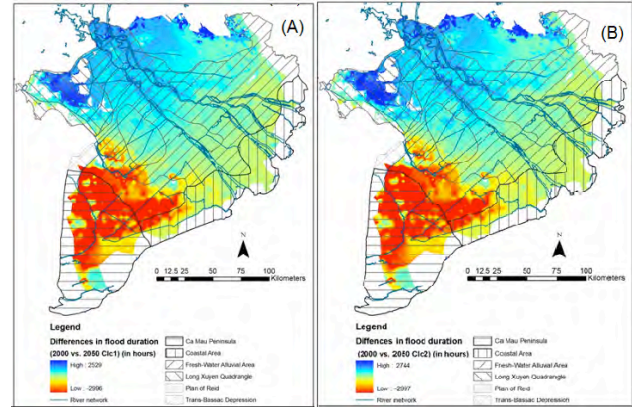 (A)
N
0 12.5 25 50 75 100
Kilometers
Legend
Differences in flood duration
(2000 vs. 2050 Clc1) (in hours)
High : 2529
Low : -2996
River network
Ca Mau Peninsula
Coastal Area
Fresh-Water Alluvial Area
Long Xuyen Quadrangle
Plan of Reid
Trans-Bassac Depression
(B)
N
0 12.5 25 50 75 100
Kilometers
Legend
Differences in flood duration
(2000 vs. 2050 Clc2) (in hours)
High : 2744
Low : -2997
River network
Ca Mau Peninsula
Coastal Area
Fresh-Water Alluvial Area
Long Xuyen Quadrangle
Plan of Reid
Trans-Bassac Depression